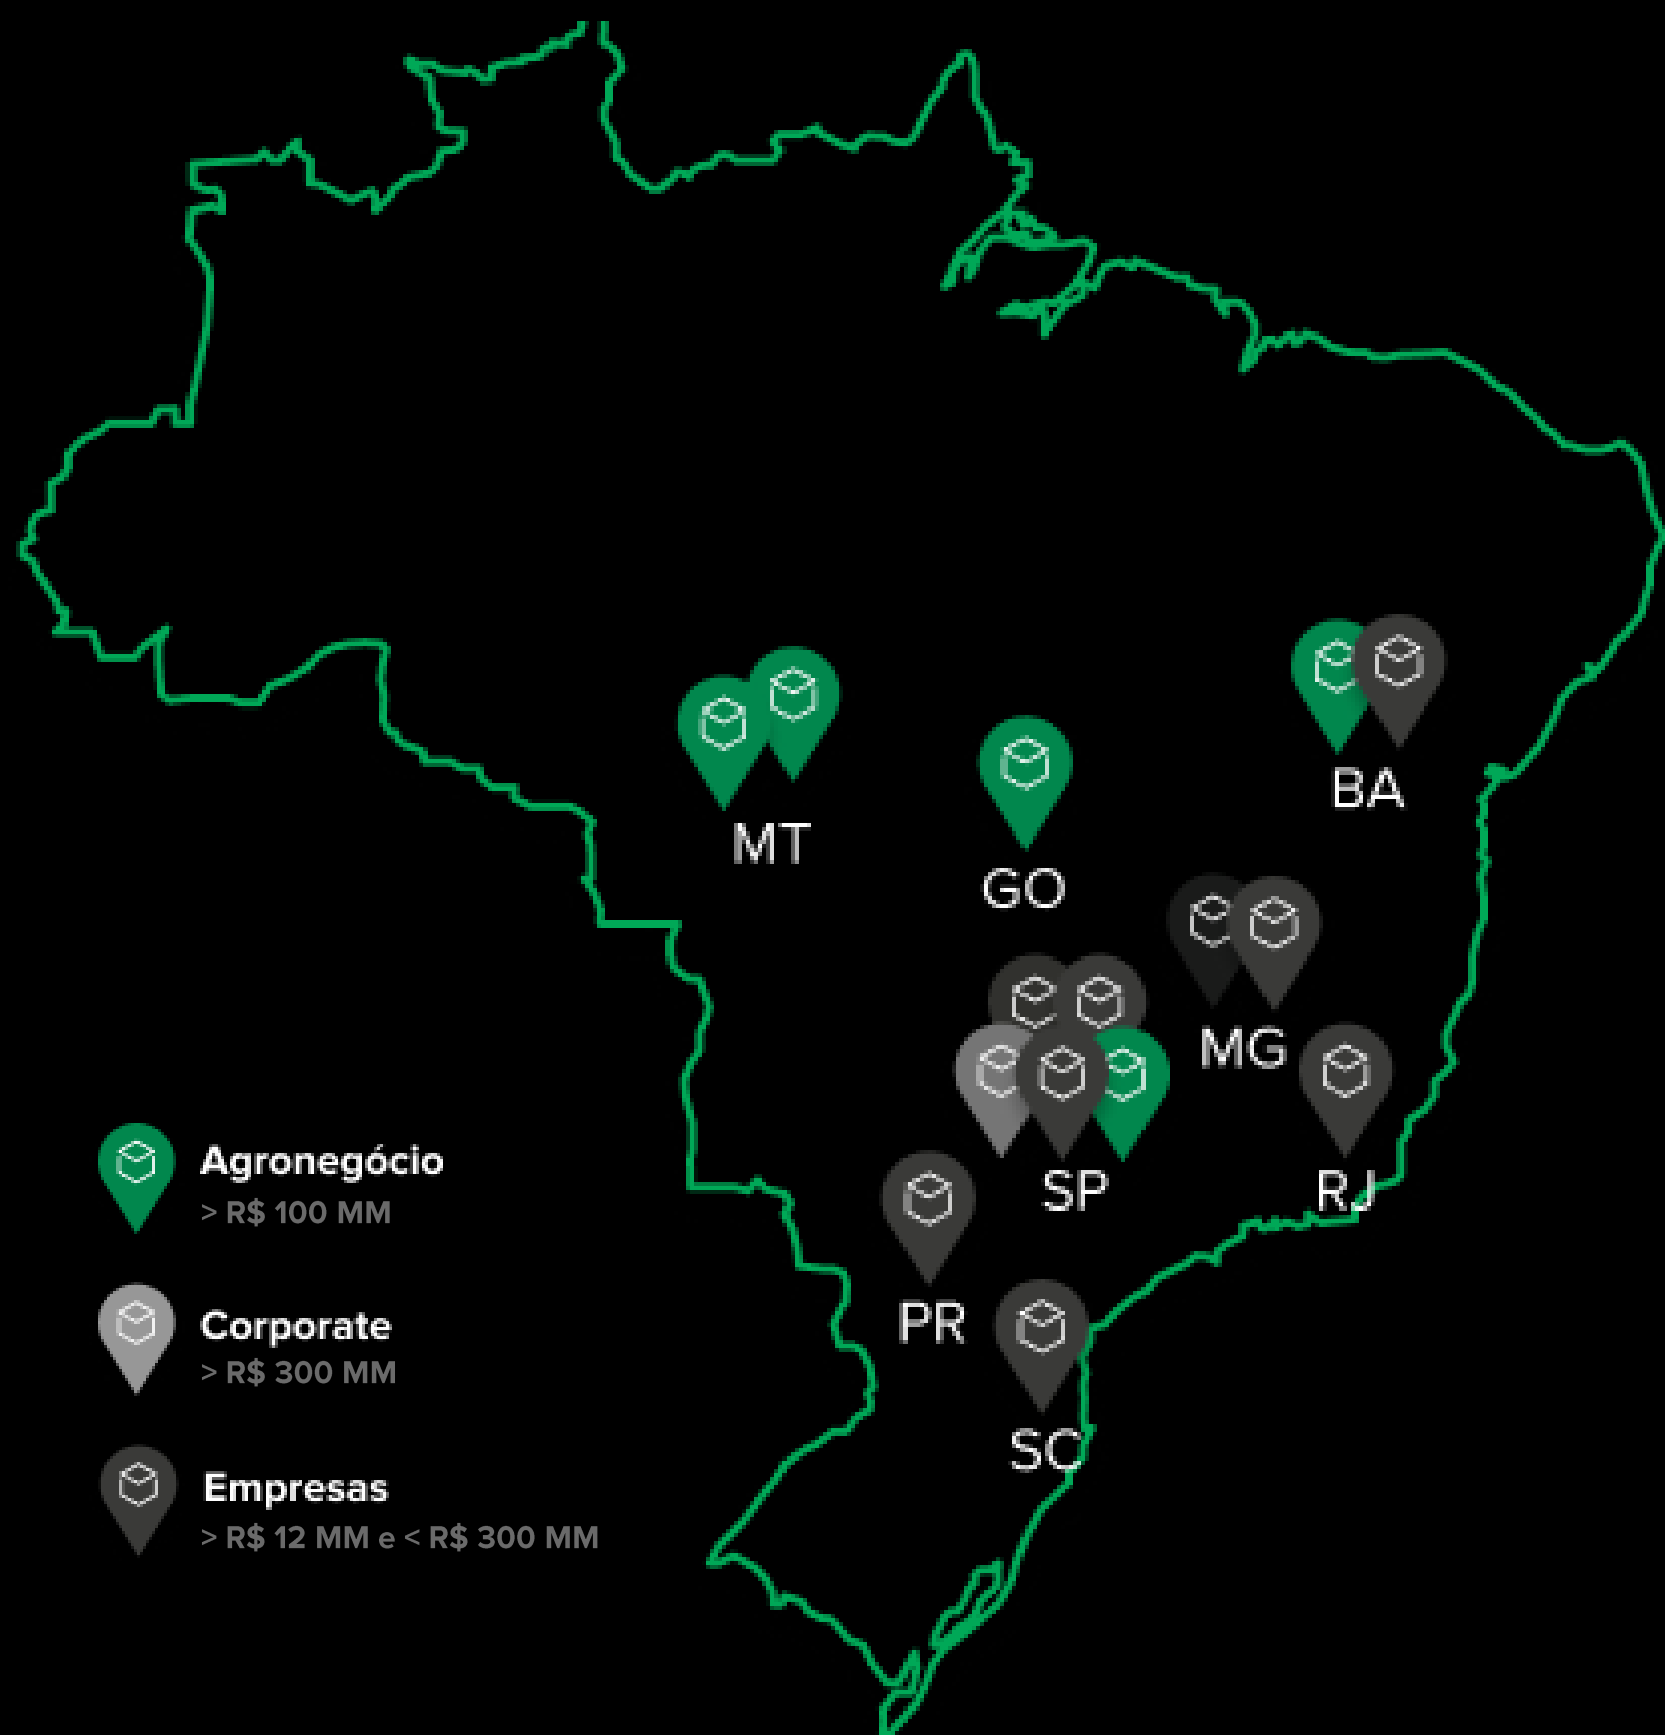 BA
MT
GO
MG
SP
RJ
PR
SC
Agronegócio
> R$ 100 MM
Corporate
> R$ 300 MM
Empresas
> R$ 12 MM e < R$ 300 MM